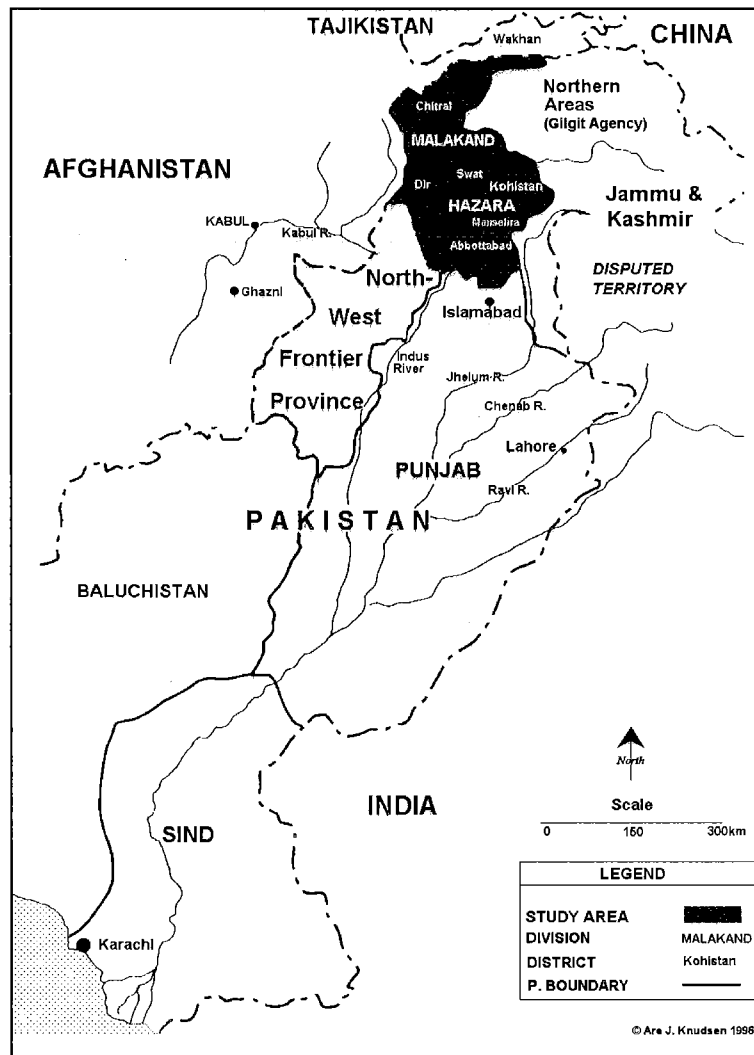 TAJIKISTAN
Wakhan
CHINA
Northern
Areas
(Gilgit Agency)
Chitral
MALAKAND
AFGHANISTAN
Dir
Swat
Kohistan
HAZARA
Mansehra
Abbottabad
Jammu &
Kashmir
KABUL
Kabul R.
Ghazni
DISPUTED
TERRITORY
North-
West
Frontier
Province
Islamabad
Indus
River
Jhelum R.
Chenab R.
Lahore
PUNJAB
Ravi R.
PAKISTAN
BALUCHISTAN
North
INDIA
Scale
0 150 300km
SIND
Karachi
LEGEND
STUDY AREA
DIVISION MALAKAND
DISTRICT Kohistan
P. BOUNDARY
© Are J. Knudsen 1996